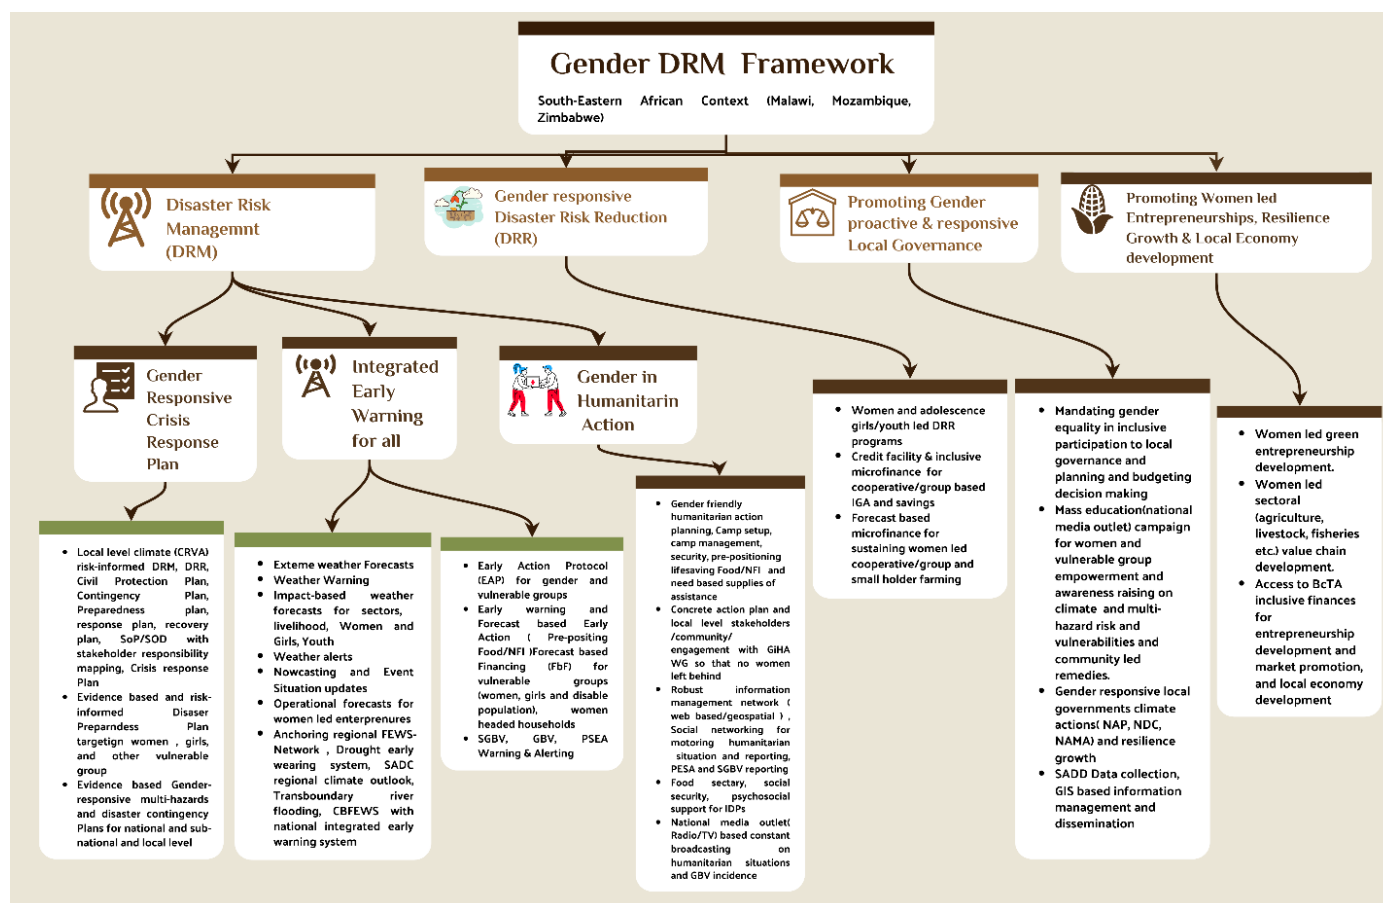 Gender DRM Framework
South-Eastern African Context (Malawi, Mozambique,
Zimbabwe)
Disaster Risk
Managemnt
(DRM)
Gender responsive
Disaster Risk Reduction
(DRR)
Promoting Gender
proactive & responsive
Local Governance
Promoting Women led
Entrepreneurships, Resilience
Growth & Local Economy
development
Gender
Responsive
Crisis
Response
Plan
Integrated
Early
Warning
for all
Gender in
Humanitarin
Action
• Local level climate (CRVA)
risk-informed DRM, DRR,
Civil Protection Plan,
Contingency Plan,
Preparedness plan,
response plan, recovery
plan, SoP/SOD with
stakeholder responsibility
mapping, Crisis response
Plan
• Evidence based and risk-
informed Disaser
Preparndess Plan
targetign women , girls,
and other vulnerable
group
• Evidence based Gender-
responsive multi-hazards
and disaster contingency
Plans for national and sub-
national and local level
• Exteme weather Forecasts
• Weather Warning
• Impact-based weather
forecasts for sectors,
livelihood, Women and
Girls, Youth
• Weather alerts
• Nowcasting and Event
Situation updates
• Operational forecasts for
women led enterprenures
• Anchoring regional FEWS-
Network , Drought early
wearing system, SADC
regional climate outlook,
Transboundary river
flooding, CBFEWS with
national integrated early
warning system
• Early Action Protocol
(EAP) for gender and
vulnerable groups
• Early warning and
Forecast based Early
Action ( Pre-positing
Food/NFI )Forecast based
Financing (FbF) for
vulnerable groups
(women, girls and disable
population), women
headed households
• SGBV, GBV, PSEA
Warning & Alerting
• Gender friendly
humanitarian action
planning, Camp setup,
camp management,
security, pre-positioning
lifesaving Food/NFI and
need based supplies of
assistance
• Concrete action plan and
local level stakeholders
/community/
engagement with GiHA
WG so that no women
left behind
• Robust information
management network (
web based/geospatial ) ,
Social networking for
motoring humanitarian
situation and reporting,
PESA and SGBV reporting
• Food sectary, social
security, psychosocial
support for IDPs
• National media outlet(
Radio/TV) based constant
broadcasting on
humanitarian situations
and GBV incidence
• Women and adolescence
girls/youth led DRR
programs
• Credit facility & inclusive
microfinance for
cooperative/group based
IGA and savings
• Forecast based
microfinance for
sustaining women led
cooperative/group and
small holder farming
• Mandating gender
equality in inclusive
participation to local
governance and
planning and budgeting
decision making
• Mass education(national
media outlet) campaign
for women and
vulnerable group
empowerment and
awareness raising on
climate and multi-
hazard risk and
vulnerabilities and
community led
remedies.
• Gender responsive local
governments climate
actions( NAP, NDC,
NAMA) and resilience
growth
• SADD Data collection,
GIS based information
management and
dissemination
• Women led green
entrepreneurship
development.
• Women led
sectoral
(agriculture,
livestock, fisheries
etc.) value chain
development.
• Access to BcTA
inclusive finances
for
entrepreneurship
development and
market promotion,
and local economy
development